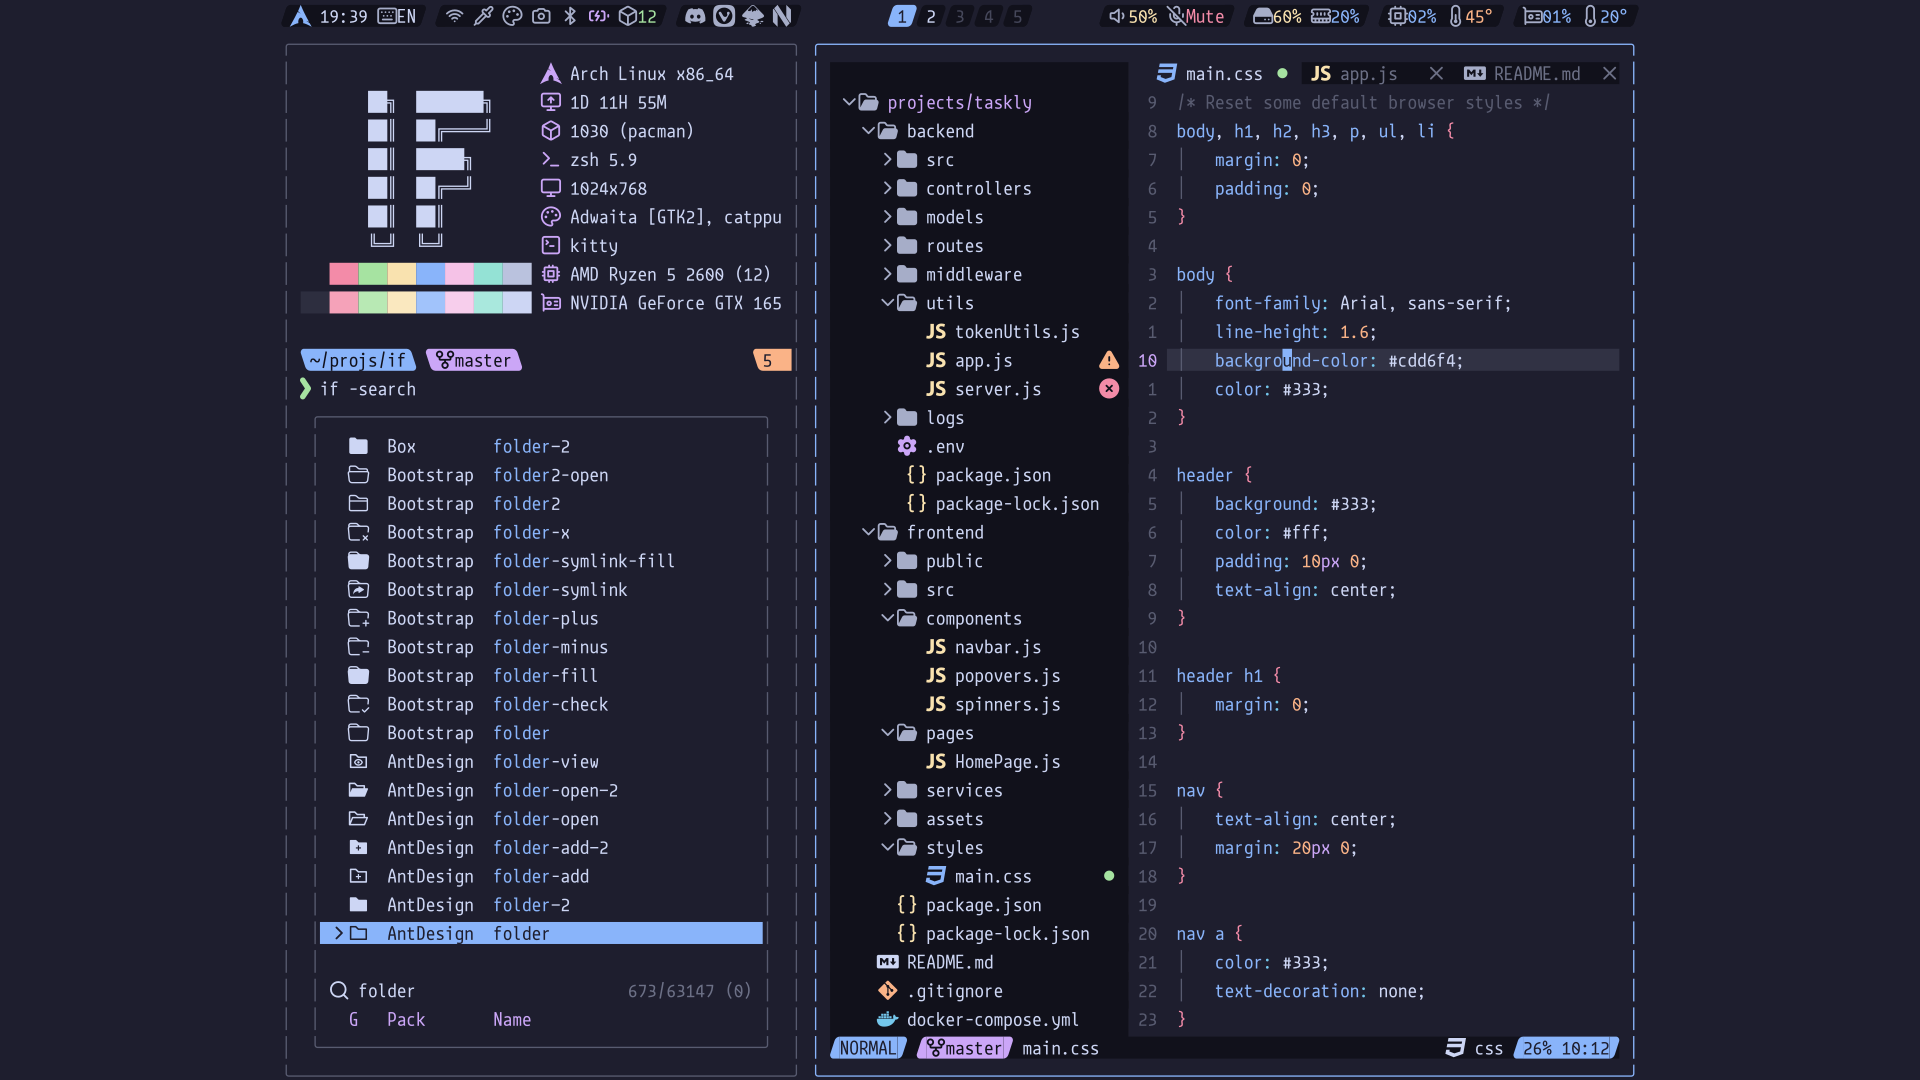 19:39 EN 12 1 2 3 4 5 50% Mute 60% 20% 02% 45° 01% 20°
Arch Linux x86_64
1D 11H 55M
1030 (pacman)
zsh 5.9
1024x768
Adwaita [GTK2], catppu
kitty
AMD Ryzen 5 2600 (12)
NVIDIA GeForce GTX 165
IF
~/projs/if master 5
❯ if -search
Box folder-2
Bootstrap folder2-open
Bootstrap folder2
Bootstrap folder-x
Bootstrap folder-symlink-fill
Bootstrap folder-symlink
Bootstrap folder-plus
Bootstrap folder-minus
Bootstrap folder-fill
Bootstrap folder-check
Bootstrap folder
AntDesign folder-view
AntDesign folder-open-2
AntDesign folder-open
AntDesign folder-add-2
AntDesign folder-add
AntDesign folder-2
> AntDesign folder
folder 673/63147 (0)
G Pack Name
projects/taskly
backend
src
controllers
models
routes
middleware
utils
JS tokenUtils.js
JS app.js
JS server.js
logs
.env
{} package.json
{} package-lock.json
frontend
public
src
components
JS navbar.js
JS popovers.js
JS spinners.js
pages
JS HomePage.js
services
assets
styles
main.css
{} package.json
{} package-lock.json
README.md
.gitignore
docker-compose.yml
main.css ● JS app.js × README.md ×
9 /* Reset some default browser styles */
8 body, h1, h2, h3, p, ul, li {
7 margin: 0;
6 padding: 0;
5 }
4
3 body {
2 font-family: Arial, sans-serif;
1 line-height: 1.6;
10 background-color: #cdd6f4;
1 color: #333;
2 }
3
4 header {
5 background: #333;
6 color: #fff;
7 padding: 10px 0;
8 text-align: center;
9 }
10
11 header h1 {
12 margin: 0;
13 }
14
15 nav {
16 text-align: center;
17 margin: 20px 0;
18 }
19
20 nav a {
21 color: #333;
22 text-decoration: none;
23 }
NORMAL master main.css css 26% 10:12